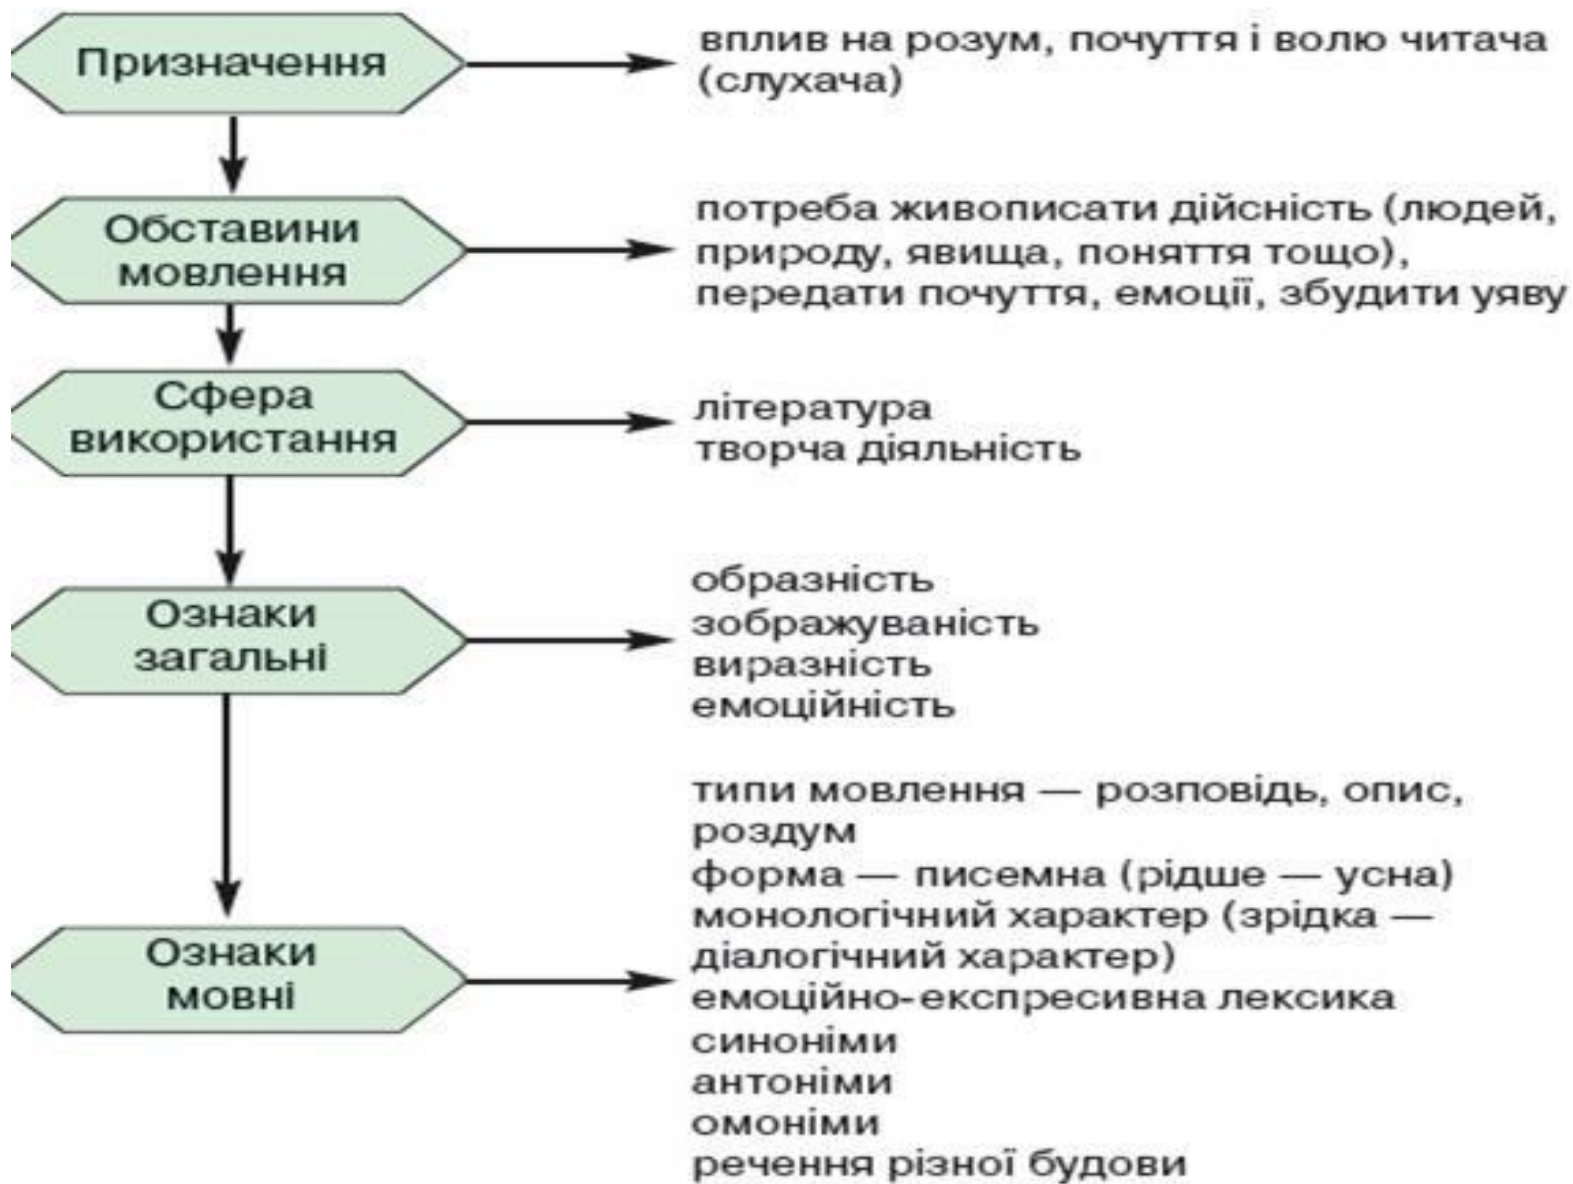 Призначення
вплив на розум, почуття і волю читача
(слухача)
Обставини
мовлення
потреба живописати дійсність (людей,
природу, явища, поняття тощо),
передати почуття, емоції, збудити уяву
Сфера
використання
література
творча діяльність
Ознаки
загальні
образність
зображуваність
виразність
емоційність
Ознаки
мовні
типи мовлення — розповідь, опис,
роздум
форма — писемна (рідше — усна)
монологічний характер (зрідка —
діалогічний характер)
емоційно-експресивна лексика
синоніми
антоніми
омоніми
речення різної будови